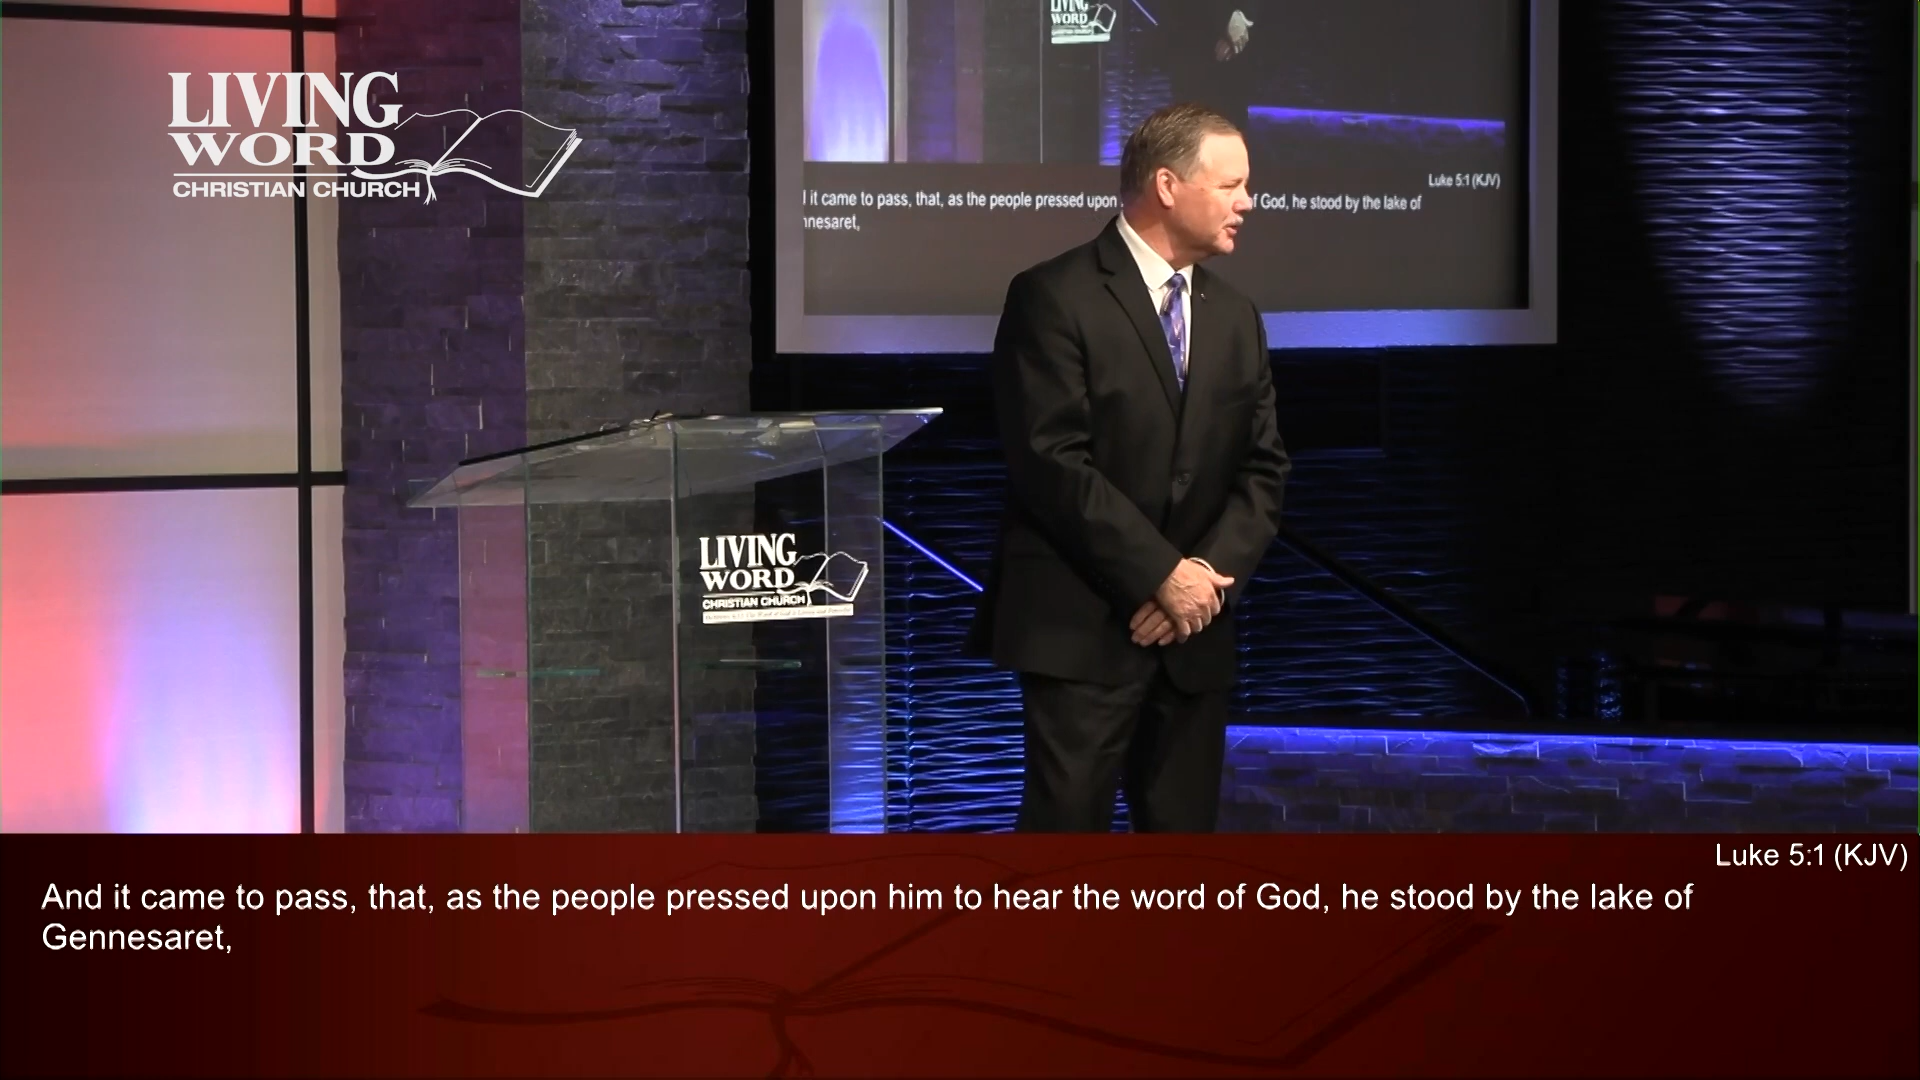 LIVING
WORD
CHRISTIAN CHURCH
LIVING
WORD
Luke 5:1 (KJV)
it came to pass, that, as the people pressed upon
of God, he stood by the lake of
nnesaret,
LIVING
WORD
CHRISTIAN CHURCH
Luke 5:1 (KJV)
And it came to pass, that, as the people pressed upon him to hear the word of God, he stood by the lake of
Gennesaret,